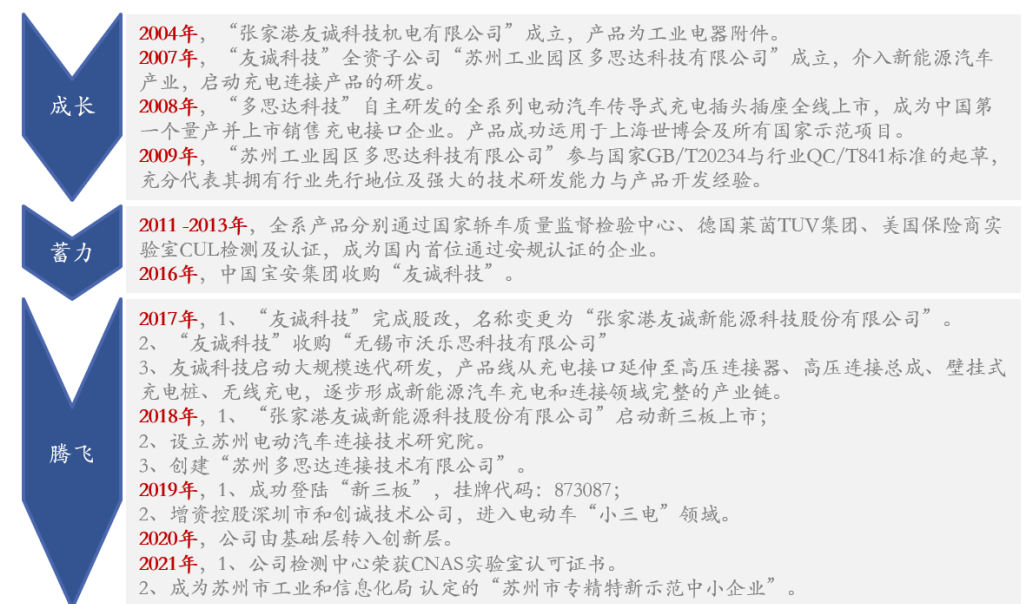 成长
2004年，“张家港友诚科技机电有限公司”成立，产品为工业电器附件。
2007年，“友诚科技”全资子公司“苏州工业园区多思达科技有限公司”成立，介入新能源汽车
产业，启动充电连接产品的研发。
2008年，“多思达科技”自主研发的全系列电动汽车传导式充电插头插座全线上市，成为中国第
一个量产并上市销售充电接口企业。产品成功运用于上海世博会及所有国家示范项目。
2009年，“苏州工业园区多思达科技有限公司”参与国家GB/T20234与行业QC/T841标准的起草，
充分代表其拥有行业先行地位及强大的技术研发能力与产品开发经验。
蓄力
2011 -2013年，全系产品分别通过国家轿车质量监督检验中心、德国莱茵TUV集团、美国保险商实
验室CUL检测及认证，成为国内首位通过安规认证的企业。
2016年，中国宝安集团收购“友诚科技”。
腾飞
2017年，1、“友诚科技”完成股改，名称变更为“张家港友诚新能源科技股份有限公司”。
2、“友诚科技”收购“无锡市沃乐思科技有限公司”
3、友诚科技启动大规模迭代研发，产品线从充电接口延伸至高压连接器、高压连接总成、壁挂式
充电桩、无线充电，逐步形成新能源汽车充电和连接领域完整的产业链。
2018年，1、“张家港友诚新能源科技股份有限公司”启动新三板上市；
2、设立苏州电动汽车连接技术研究院。
3、创建“苏州多思达连接技术有限公司”。
2019年，1、成功登陆“新三板”，挂牌代码：873087；
2、增资控股深圳市和创诚技术公司，进入电动车“小三电”领域。
2020年，公司由基础层转入创新层。
2021年，1、公司检测中心荣获CNAS实验室认可证书。
2、成为苏州市工业和信息化局 认定的“苏州市专精特新示范中小企业”。